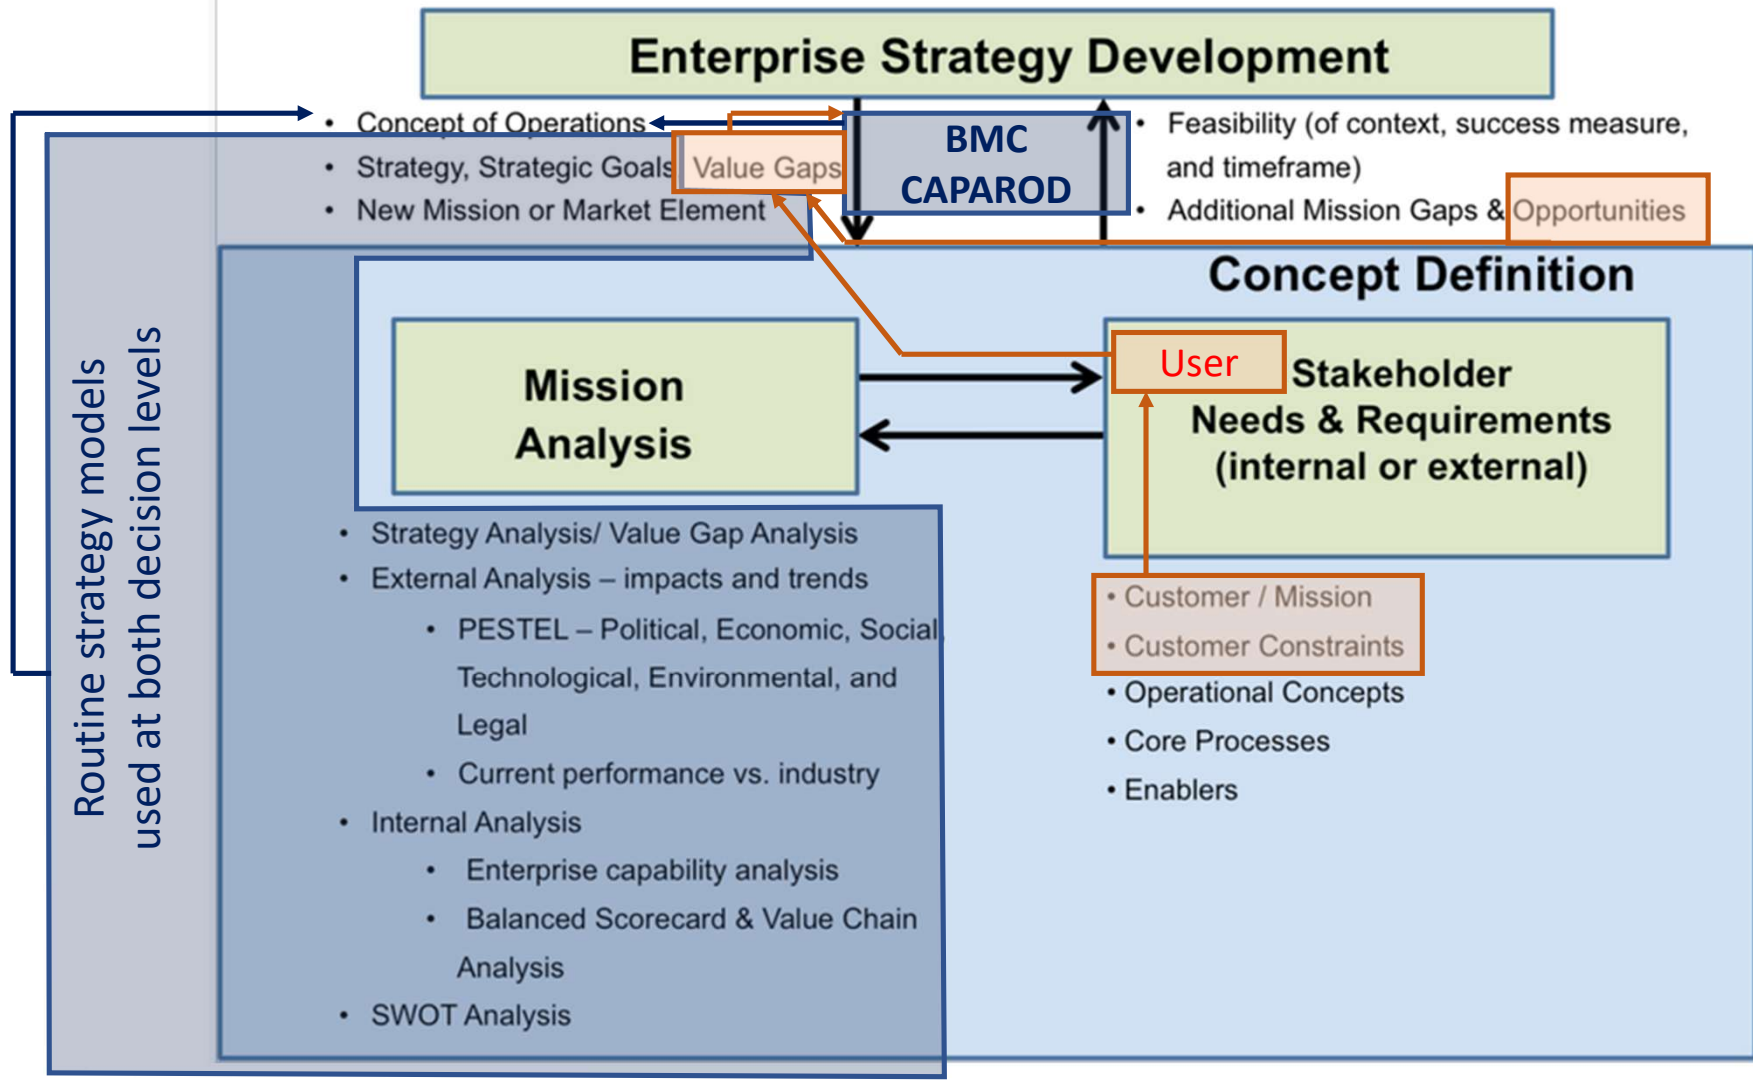 Enterprise Strategy Development
• Concept of Operations
• Strategy, Strategic Goals
Value Gaps
• New Mission or Market Element
BMC
CAPAROD
• Feasibility (of context, success measure,
and timeframe)
• Additional Mission Gaps & Opportunities
Concept Definition
Routine strategy models
used at both decision levels
Mission
Analysis
User
Stakeholder
Needs & Requirements
(internal or external)
• Strategy Analysis/ Value Gap Analysis
• External Analysis – impacts and trends
• PESTEL – Political, Economic, Social,
Technological, Environmental, and
Legal
• Current performance vs. industry
• Internal Analysis
• Enterprise capability analysis
• Balanced Scorecard & Value Chain
Analysis
• SWOT Analysis
• Customer / Mission
• Customer Constraints
• Operational Concepts
• Core Processes
• Enablers